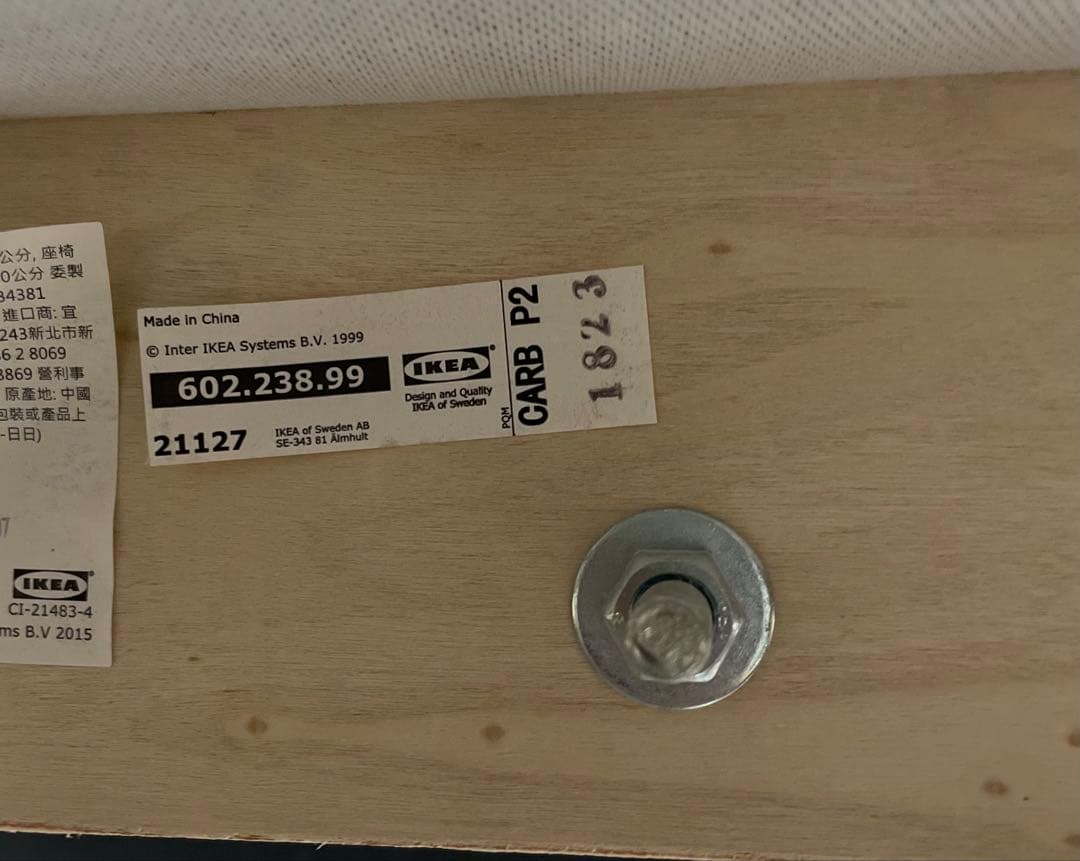 公分, 座椅
0公分 委製
34381
進口商: 宜
243新北市新
6 2 8069
8869 營利事
原產地: 中國
包裝或產品上
-日日)
7
IKEA
CI-21483-4
ms B.V 2015
Made in China
© Inter IKEA Systems B.V. 1999
602.238.99
IKEA
Design and Quality
IKEA of Sweden
21127
IKEA of Sweden AB
SE-343 81 Älmhult
PQM
CARB P2
1823